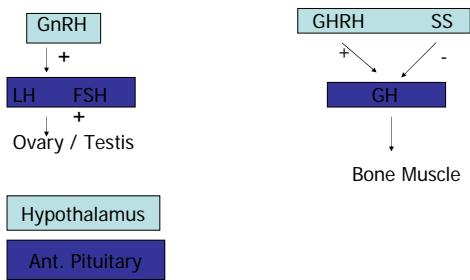 GnRH
+
LH FSH
+
Ovary / Testis
GHRH SS
+ -
GH
Bone Muscle
Hypothalamus
Ant. Pituitary